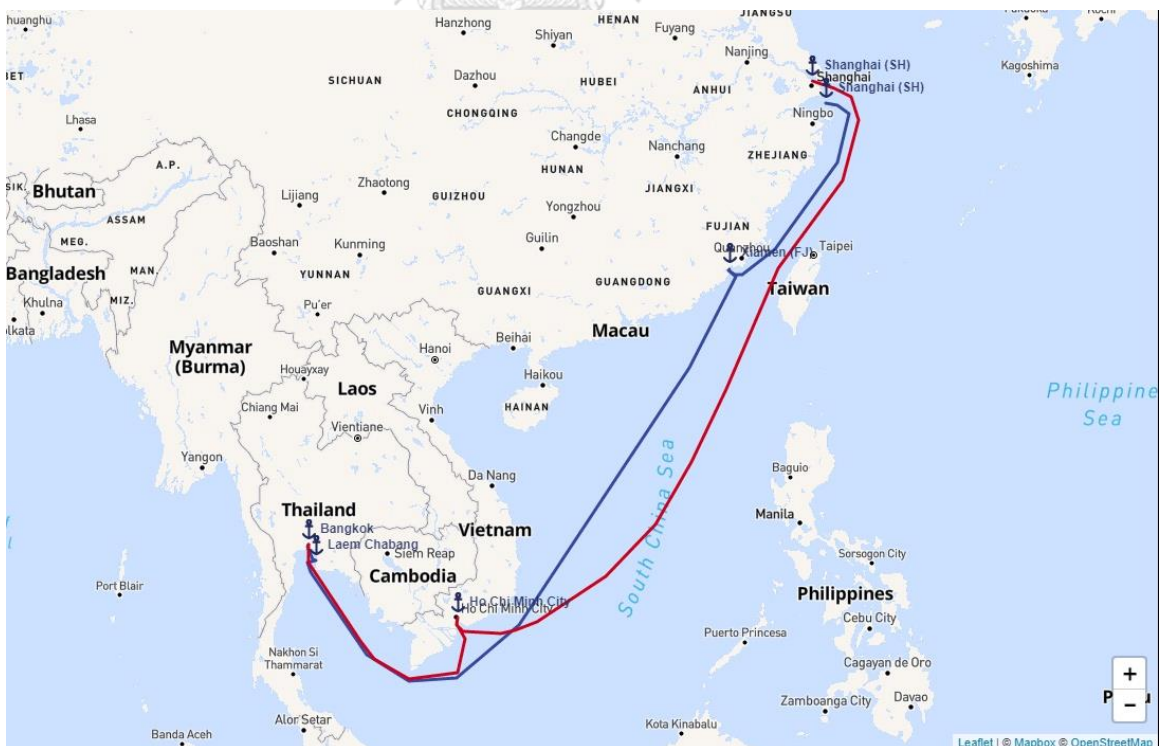 HENAN
JIANGSU
Hanzhong
Shiyan
Fuyang
Nanjing
Kagoshima
Shanghai (SH)
Shanghai
Shanghai (SH)
SICHUAN
Dazhou
HUBEI
ANHUI
Ningbo
CHONGQING
Lhasa
Changde
Nanchang
ZHEJIANG
A.P.
HUNAN
SIK.
Bhutan
Lijiang
Zhaotong
GUIZHOU
JIANGXI
ASSAM
Yongzhou
FUJIAN
MEG.
Baoshan
Kunming
Guilin
Quanzhou
Xiamen (FJ)
Taipei
Bangladesh
MAN.
YUNNAN
GUANGXI
GUANGDONG
Taiwan
Khulna
MIZ.
Pu'er
Macau
Beihai
Myanmar
(Burma)
Hanoi
Houayxay
Laos
Haikou
HAINAN
Philippine
Sea
Chiang Mai
Vinh
Vientiane
Yangon
Da Nang
Baguio
South China Sea
Thailand
Manila
Bangkok
Vietnam
Laem Chabang
Siem Reap
Sorsogon City
Cambodia
Port Blair
Ho Chi Minh City
Ho Chi Minh City
Philippines
Cebu City
Puerto Princesa
Nakhon Si
Thammarat
Cagayan de Oro
+
−
Zamboanga City
Davao
Alor Setar
Kota Kinabalu
Banda Aceh
Leaflet | © Mapbox © OpenStreetMap